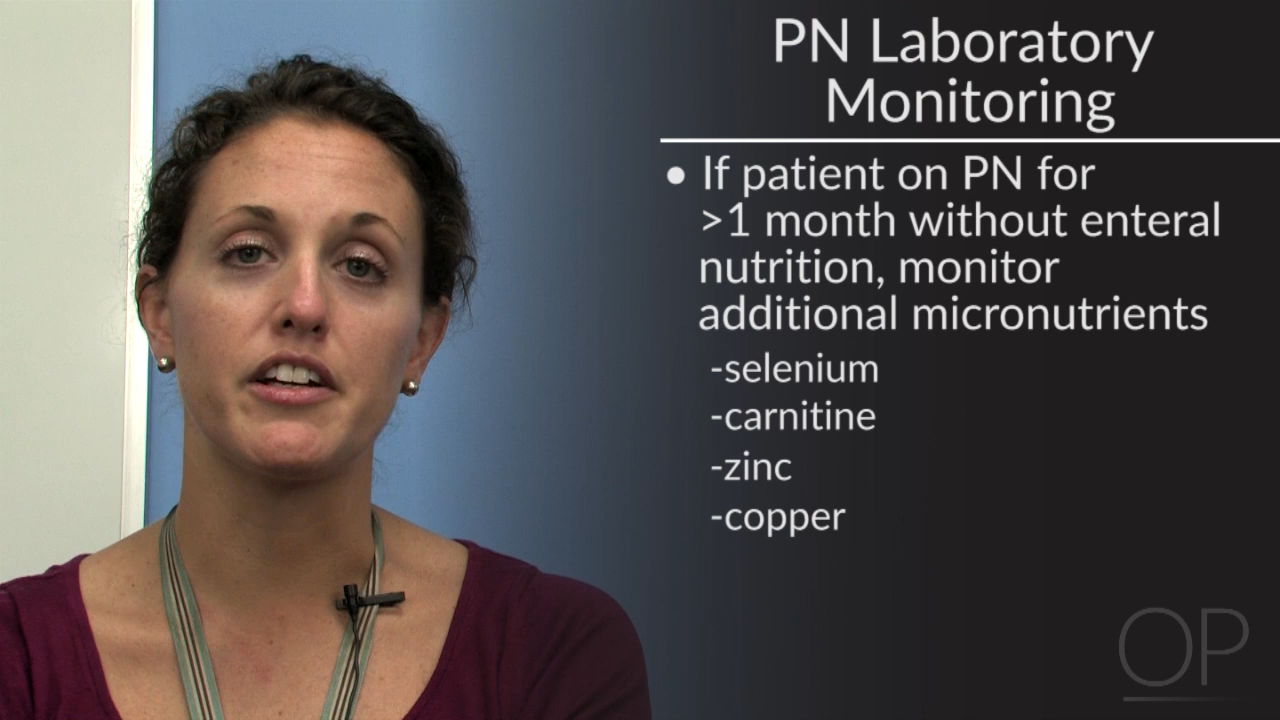 PN Laboratory
Monitoring
• If patient on PN for
>1 month without enteral
nutrition, monitor
additional micronutrients
-selenium
-carnitine
-zinc
-copper
OP